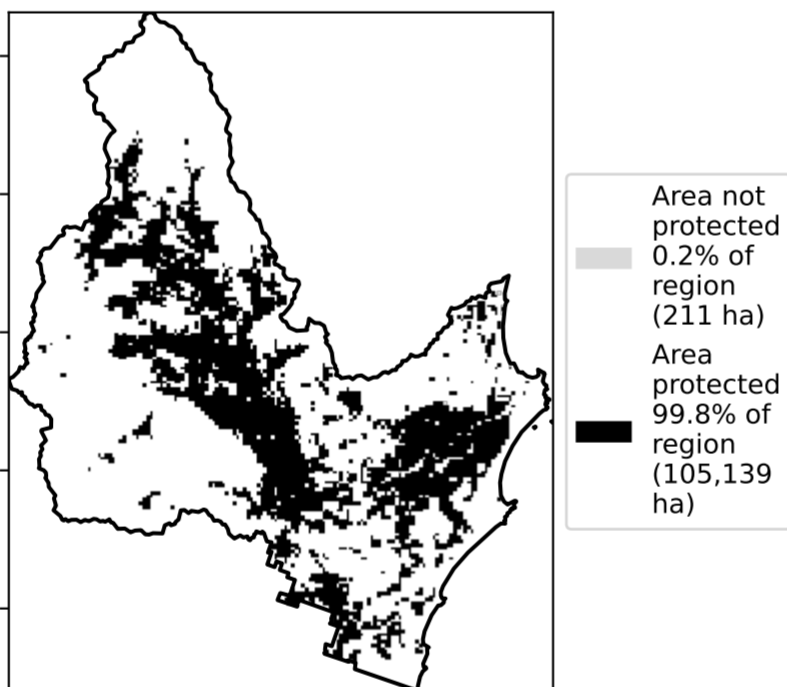 Area not
protected
0.2% of
region
(211 ha)
Area
protected
99.8% of
region
(105,139
ha)